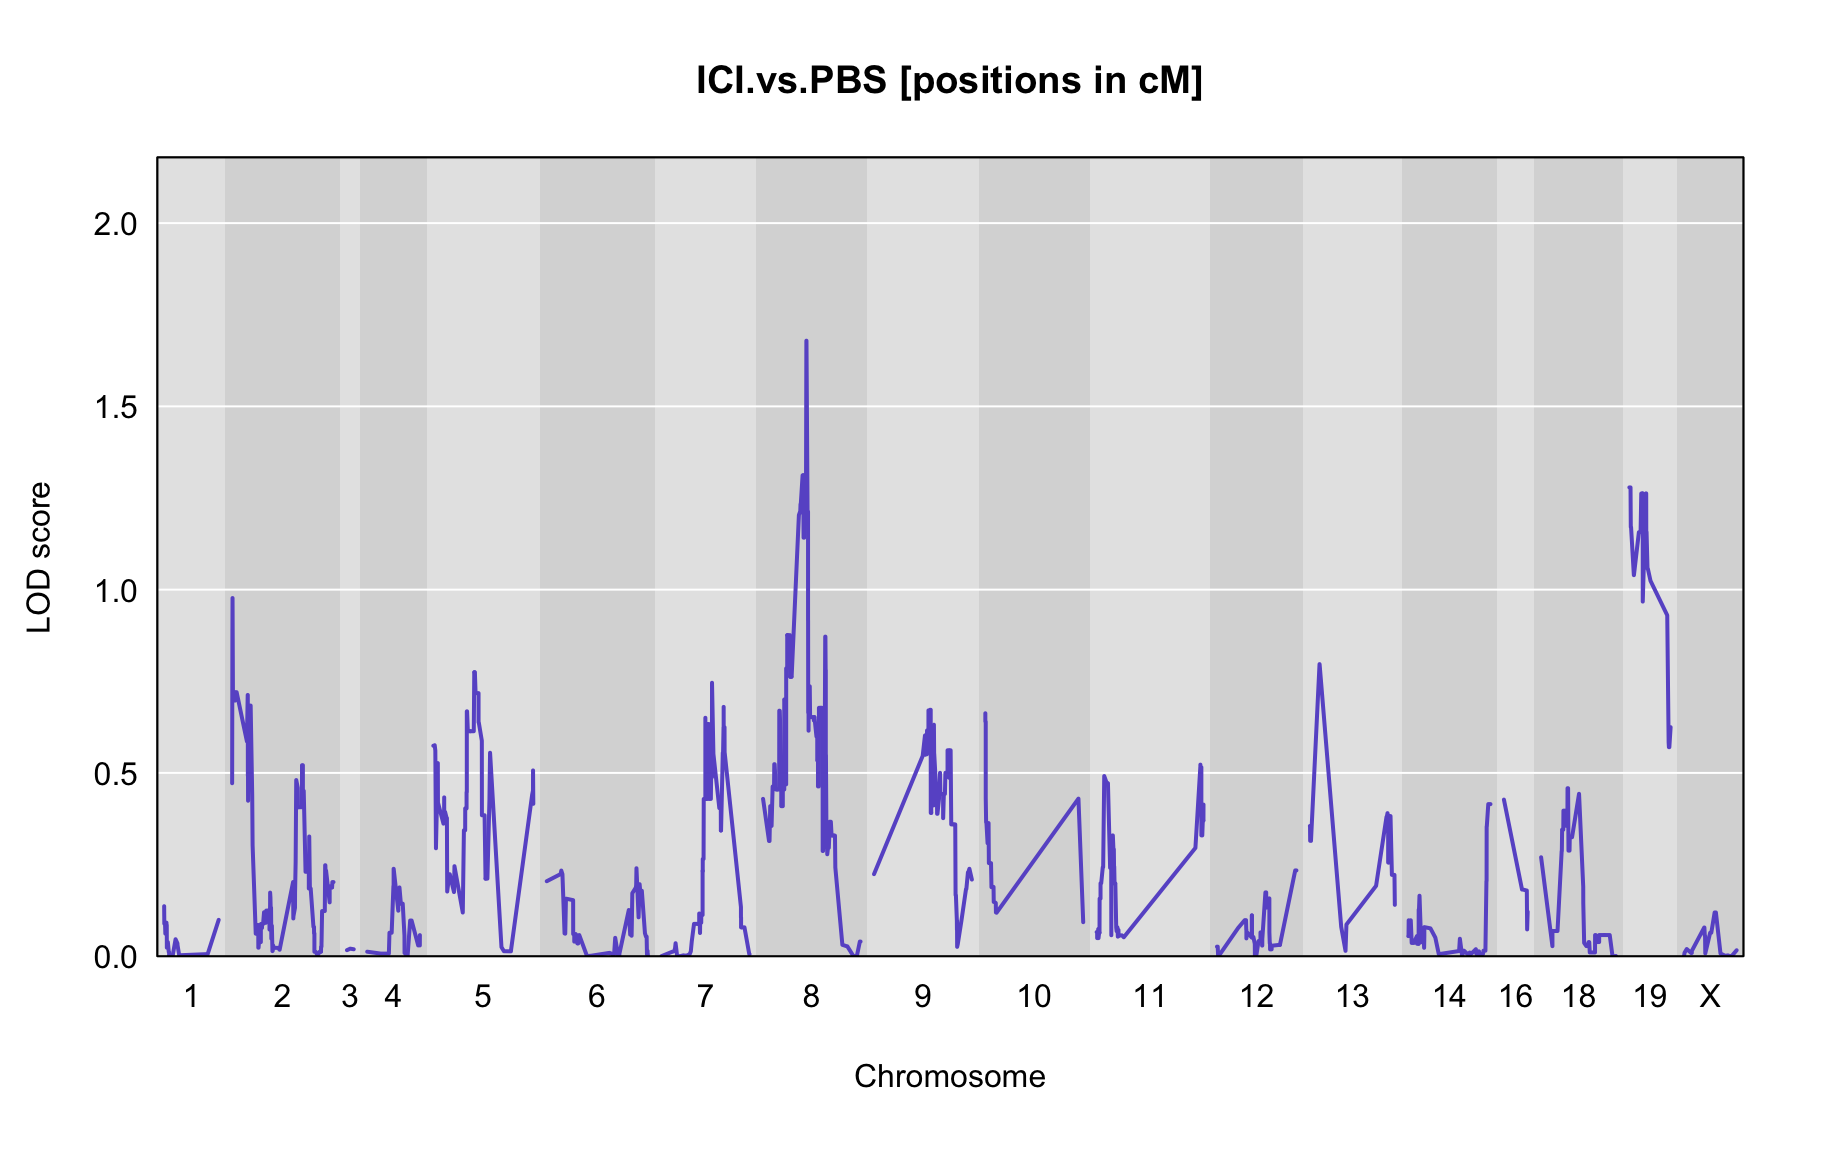 ICI.vs.PBS [positions in cM]
2.0
1.5
1.0
0.5
0.0
LOD score
1 2 3 4 5 6 7 8 9 10 11 12 13 14 16 18 19 X
Chromosome